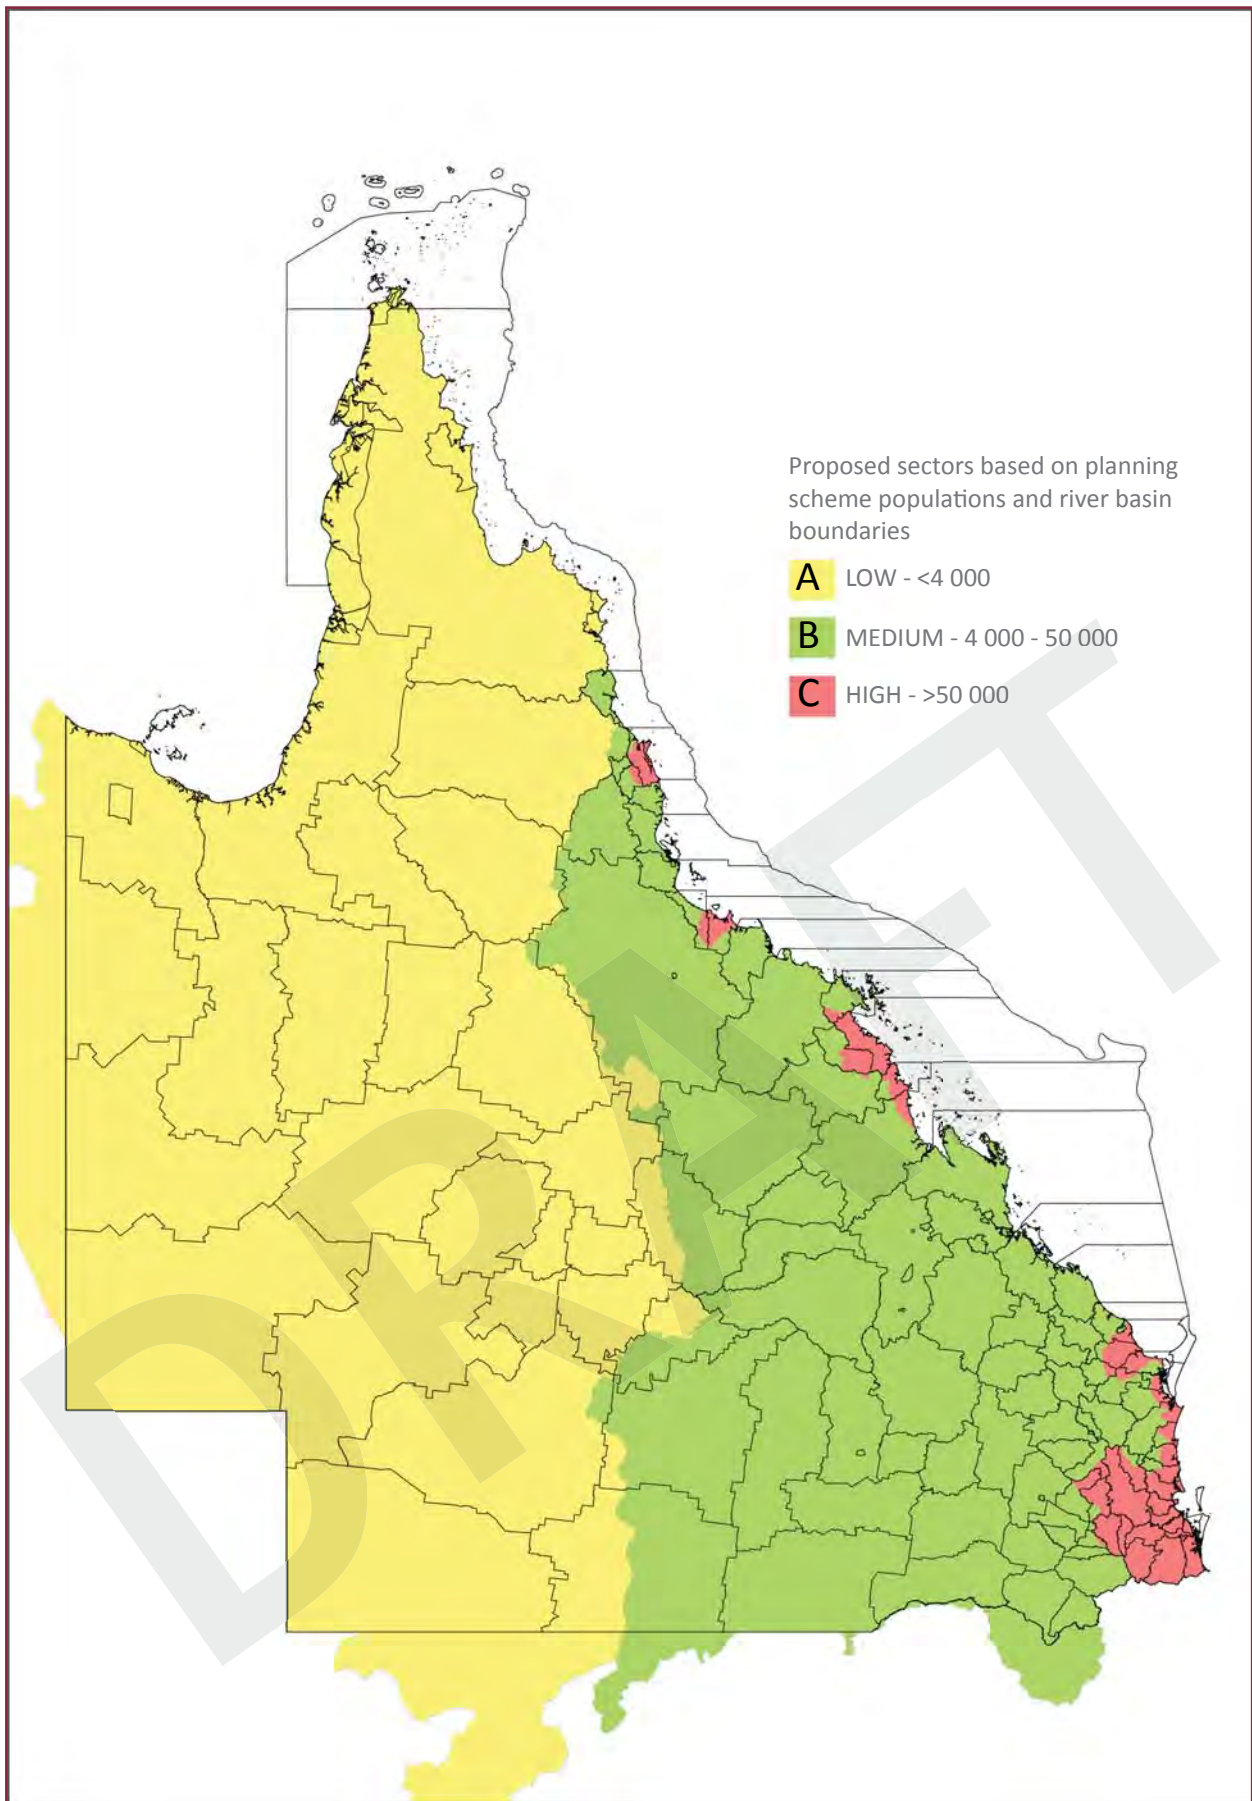 Proposed sectors based on planning
scheme populations and river basin
boundaries
A LOW - <4 000
B MEDIUM - 4 000 - 50 000
C HIGH - >50 000
DRAFT